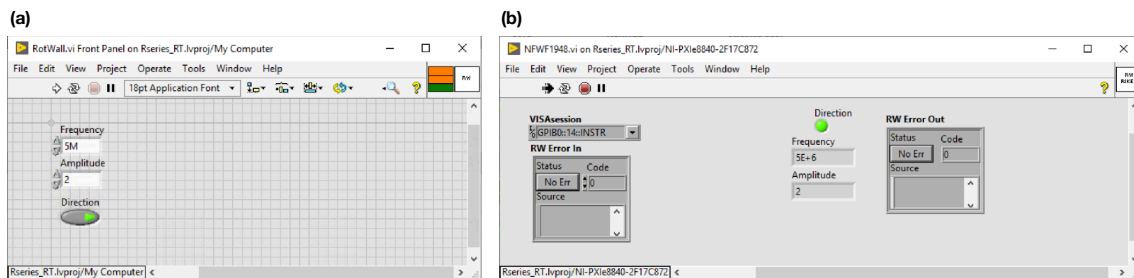 (a)
RotWall.vi Front Panel on Rseries_RT.lvproj/My Computer
File Edit View Project Operate Tools Window Help
18pt Application Font
RW
Frequency
5M
Amplitude
2
Direction
Rseries_RT.lvproj/My Computer
(b)
NFWF1948.vi on Rseries_RT.lvproj/NI-PXIe8840-2F17C872
File Edit View Project Operate Tools Window Help
RW
RIKE
VISAsession
GPIB0::14::INSTR
RW Error In
Status Code
No Err 0
Source
Direction
Frequency
5E+6
Amplitude
2
RW Error Out
Status Code
No Err 0
Source
Rseries_RT.lvproj/NI-PXIe8840-2F17C872